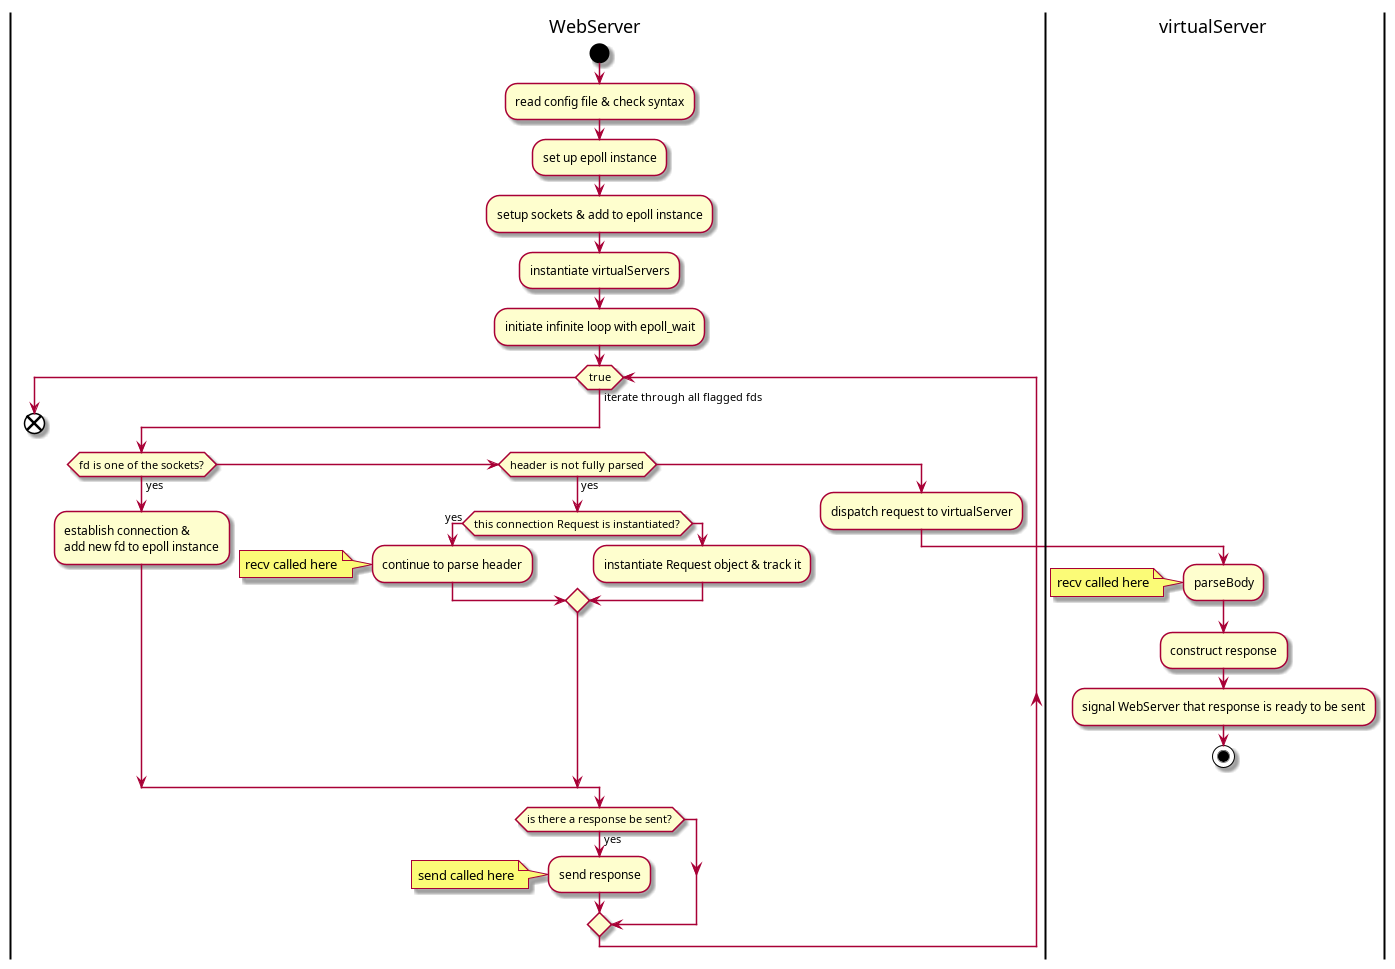 WebServer
virtualServer
read config file & check syntax
set up epoll instance
setup sockets & add to epoll instance
instantiate virtualServers
initiate infinite loop with epoll_wait
true
iterate through all flagged fds
fd is one of the sockets?
yes
header is not fully parsed
yes
establish connection &
add new fd to epoll instance
this connection Request is instantiated?
yes
recv called here
continue to parse header
instantiate Request object & track it
dispatch request to virtualServer
recv called here
parseBody
construct response
signal WebServer that response is ready to be sent
is there a response be sent?
yes
send called here
send response